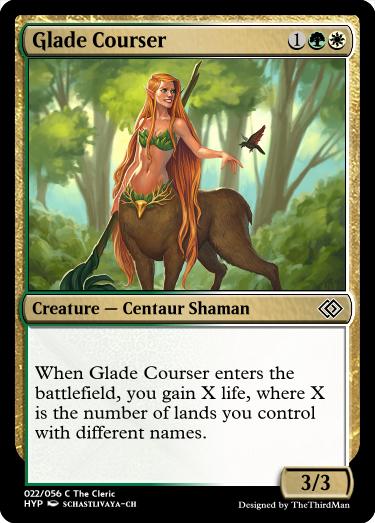 Glade Courser 1
Creature — Centaur Shaman
When Glade Courser enters the
battlefield, you gain X life, where X
is the number of lands you control
with different names.
3/3
022/056 C The Cleric
HYP SCHASTLIVAYA-CH
Designed by TheThirdMan